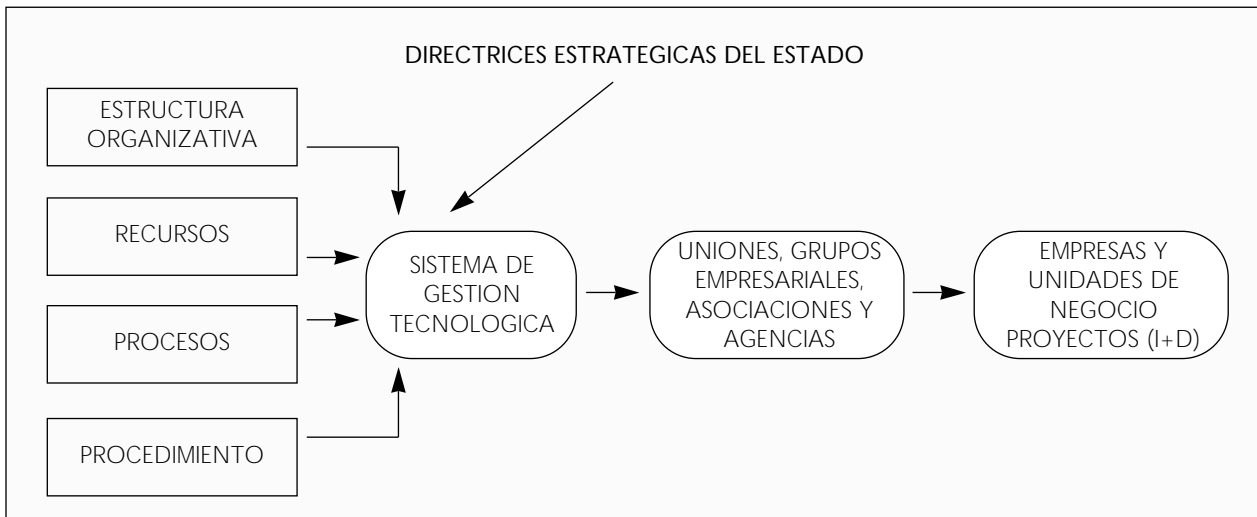 DIRECTRICES ESTRATEGICAS DEL ESTADO
ESTRUCTURA
ORGANIZATIVA
RECURSOS
PROCESOS
PROCEDIMIENTO
SISTEMA DE
GESTION
TECNOLOGICA
UNIONES, GRUPOS
EMPRESARIALES,
ASOCIACIONES Y
AGENCIAS
EMPRESAS Y
UNIDADES DE
NEGOCIO
PROYECTOS (I+D)